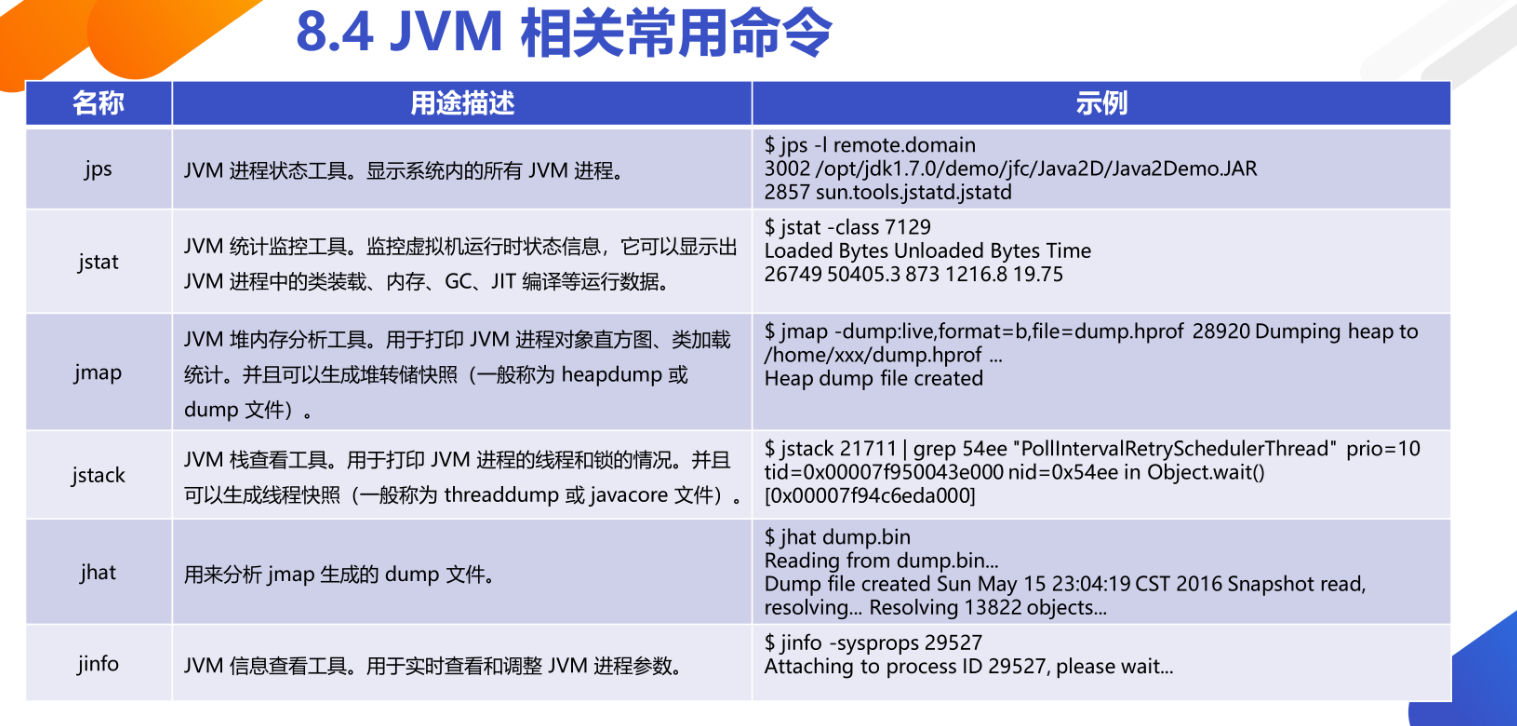 8.4 JVM 相关常用命令
名称 用途描述 示例
jps
JVM 进程状态工具。显示系统内的所有 JVM 进程。
$ jps -l remote.domain
3002 /opt/jdk1.7.0/demo/jfc/Java2D/Java2Demo.JAR
2857 sun.tools.jstatd.jstatd
jstat
JVM 统计监控工具。监控虚拟机运行时状态信息，它可以显示出
JVM 进程中的类装载、内存、GC、JIT 编译等运行数据。
$ jstat -class 7129
Loaded Bytes Unloaded Bytes Time
26749 50405.3 873 1216.8 19.75
jmap
JVM 堆内存分析工具。用于打印 JVM 进程对象直方图、类加载
统计。并且可以生成堆转储快照（一般称为 heapdump 或
dump 文件）。
$ jmap -dump:live,format=b,file=dump.hprof 28920 Dumping heap to
/home/xxx/dump.hprof ...
Heap dump file created
jstack
JVM 栈查看工具。用于打印 JVM 进程的线程和锁的情况。并且
可以生成线程快照（一般称为 threaddump 或 javacore 文件）。
$ jstack 21711 | grep 54ee "PollIntervalRetrySchedulerThread" prio=10
tid=0x00007f950043e000 nid=0x54ee in Object.wait()
[0x00007f94c6eda000]
jhat
用来分析 jmap 生成的 dump 文件。
$ jhat dump.bin
Reading from dump.bin...
Dump file created Sun May 15 23:04:19 CST 2016 Snapshot read,
resolving... Resolving 13822 objects...
jinfo
JVM 信息查看工具。用于实时查看和调整 JVM 进程参数。
$ jinfo -sysprops 29527
Attaching to process ID 29527, please wait...